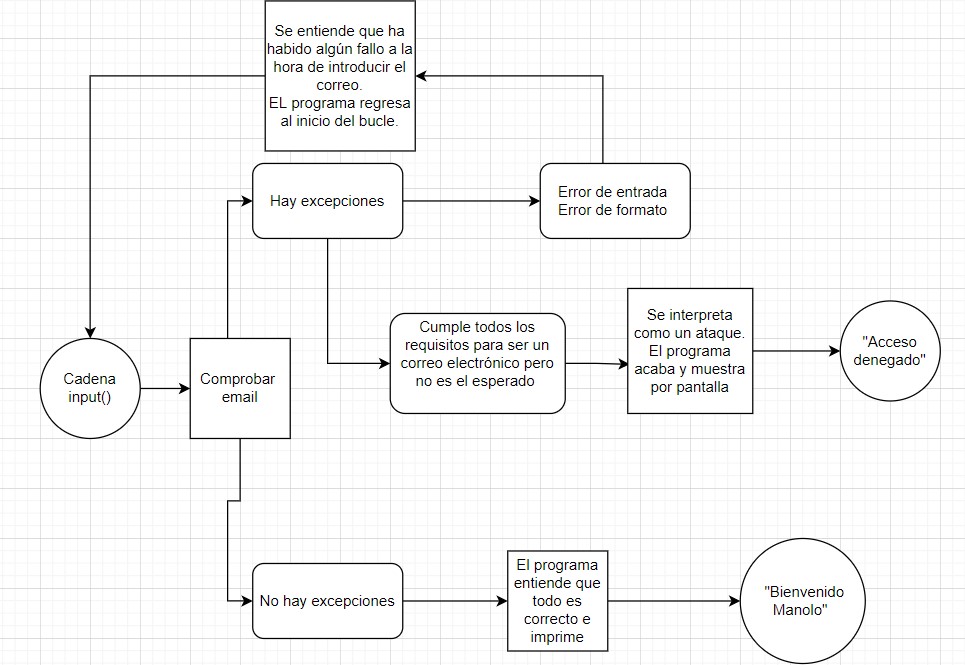 Se entiende que ha
habido algún fallo a la
hora de introducir el
correo.
EL programa regresa
al inicio del bucle.
Hay excepciones
Error de entrada
Error de formato
Cumple todos los
requisitos para ser un
correo electrónico pero
no es el esperado
Se interpreta
como un ataque.
El programa
acaba y muestra
por pantalla
"Acceso
denegado"
Cadena
input()
Comprobar
email
No hay excepciones
El programa
entiende que
todo es
correcto e
imprime
"Bienvenido
Manolo"